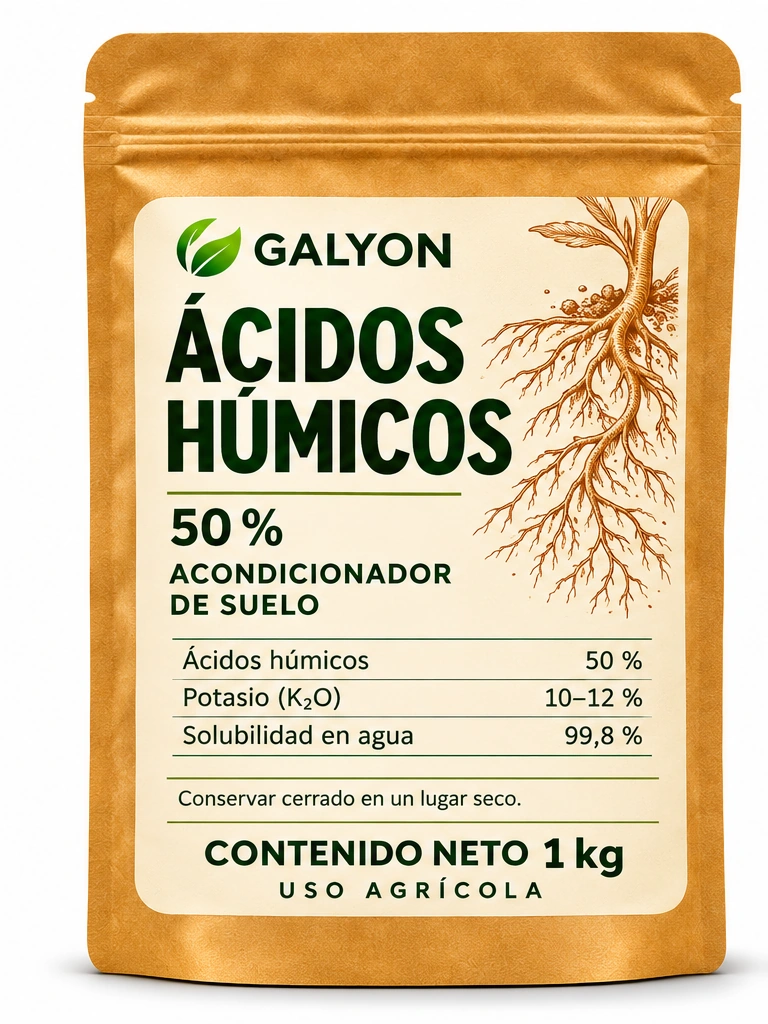 GALYON
ÁCIDOS
HÚMICOS
50 %
ACONDICIONADOR
DE SUELO
Ácidos húmicos 50 %
Potasio (K₂O) 10–12 %
Solubilidad en agua 99,8 %
Conservar cerrado en un lugar seco.
CONTENIDO NETO 1 kg
USO AGRÍCOLA